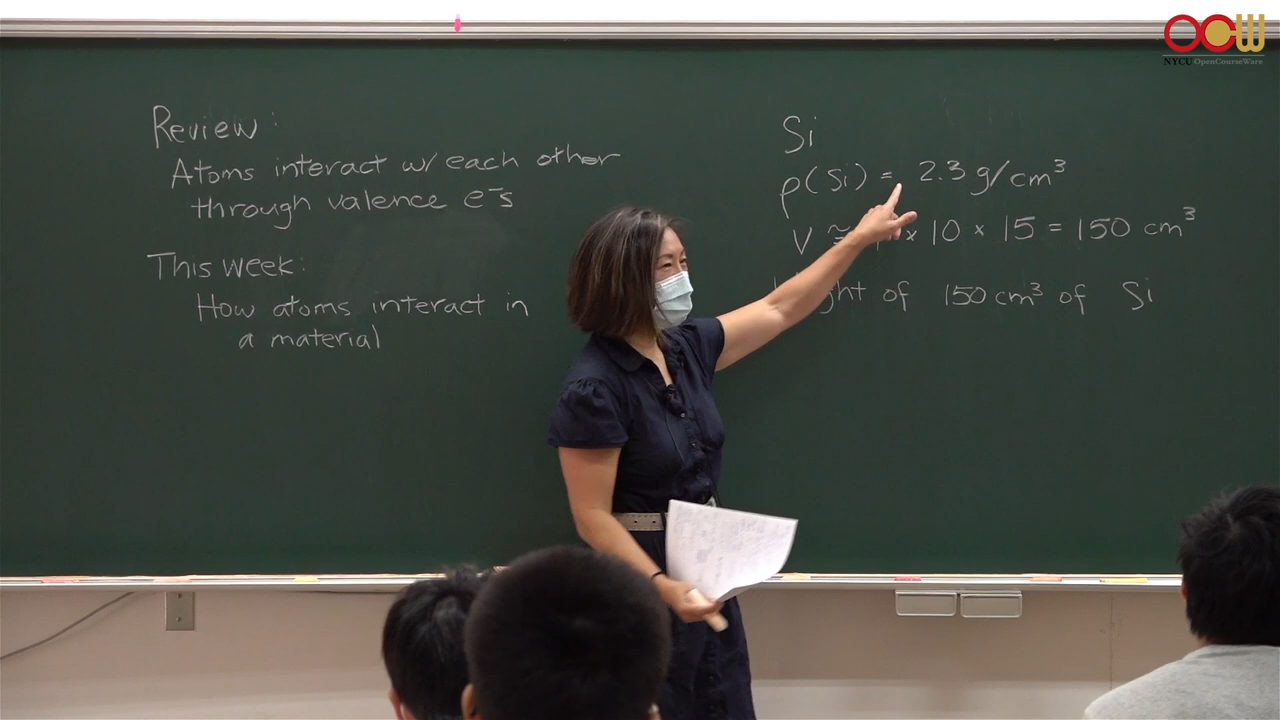 OCW
NYCU OpenCourseWare
Review:
Atoms interact w/ each other
through valence e⁻s
This week:
How atoms interact in
a material
Si
ρ(Si) = 2.3 g/cm³
V ≅ × 10 × 15 = 150 cm³
of 150 cm³ of Si